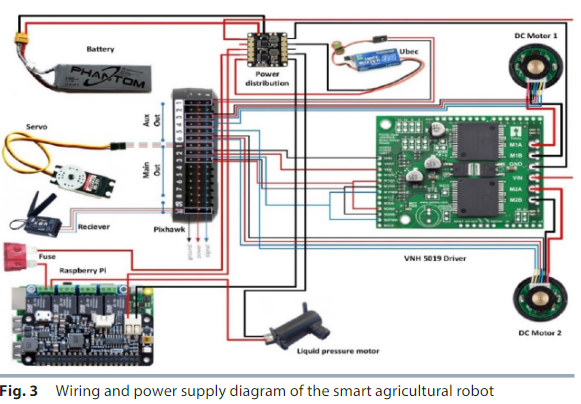 Battery
PHANTOM
Power
distribution
Ubec
DC Motor 1
Servo
Aux
Out
Main
Out
Reciever
Pixhawk
M1A
M1B
GND
VIN
M2A
M2B
VNH 5019 Driver
Fuse
Raspberry Pi
Liquid pressure motor
DC Motor 2
Fig. 3 Wiring and power supply diagram of the smart agricultural robot